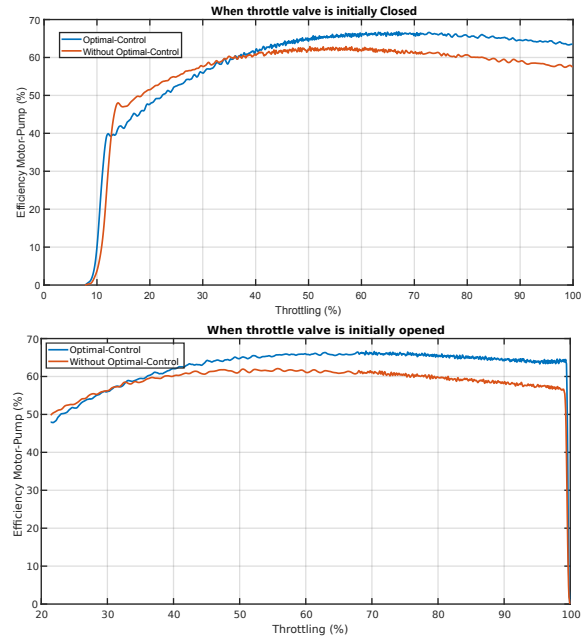 When throttle valve is initially Closed
70
60
50
40
30
20
10
0
Efficiency Motor-Pump (%)
Optimal-Control
Without Optimal-Control
0 10 20 30 40 50 60 70 80 90 100
Throttling (%)
When throttle valve is initially opened
70
60
50
40
30
20
10
0
Efficiency Motor-Pump (%)
Optimal-Control
Without Optimal-Control
20 30 40 50 60 70 80 90 100
Throttling (%)